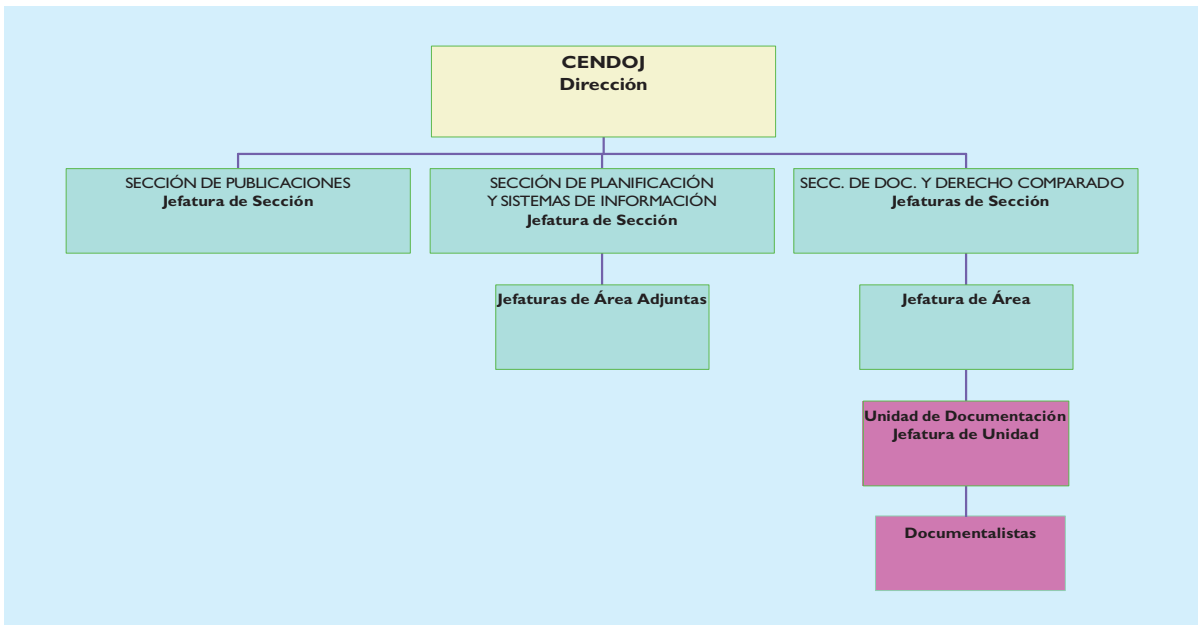 CENDOJ
Dirección
SECCIÓN DE PUBLICACIONES
Jefatura de Sección
SECCIÓN DE PLANIFICACIÓN
Y SISTEMAS DE INFORMACIÓN
Jefatura de Sección
SECC. DE DOC. Y DERECHO COMPARADO
Jefaturas de Sección
Jefaturas de Área Adjuntas
Jefatura de Área
Unidad de Documentación
Jefatura de Unidad
Documentalistas